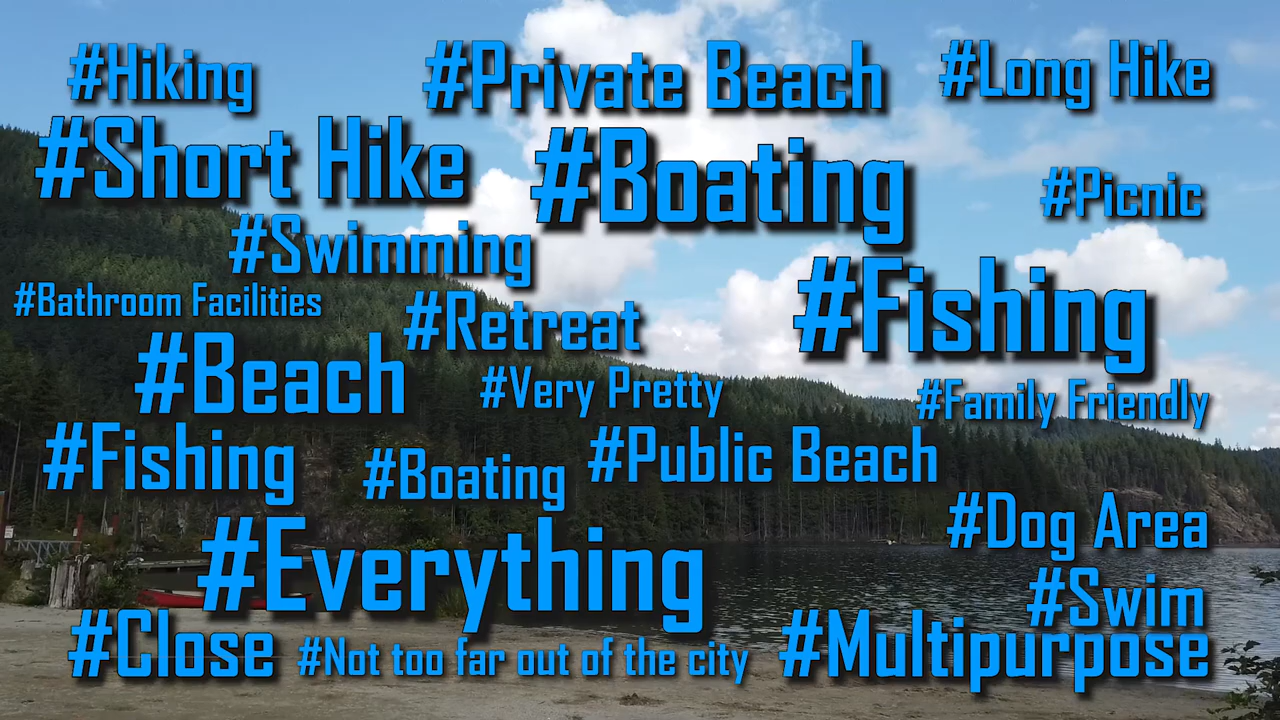 #Hiking
#Private Beach
#Long Hike
#Short Hike
#Boating
#Picnic
#Swimming
#Fishing
#Bathroom Facilities
#Retreat
#Beach
#Very Pretty
#Family Friendly
#Fishing
#Boating
#Public Beach
#Dog Area
#Everything
#Swim
#Close
#Not too far out of the city
#Multipurpose